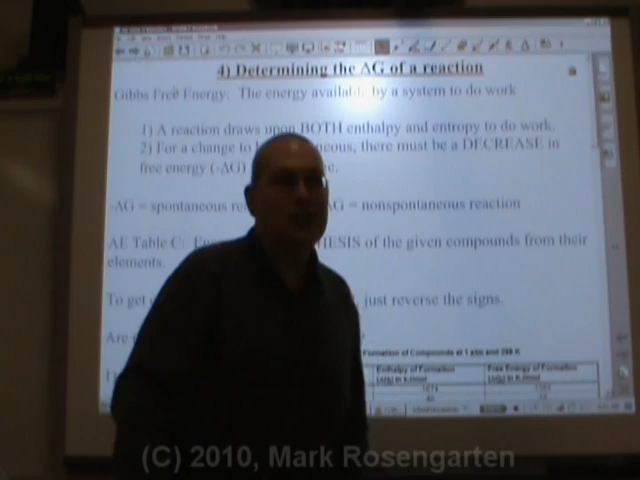 4) Determining the ΔG of a reaction
Gibbs Free Energy: The energy available by a system to do work
1) A reaction draws upon BOTH enthalpy and entropy to do work.
2) For a change to eous, there must be a DECREASE in
free energy (-ΔG)
-ΔG = spontaneous ΔG = nonspontaneous reaction
AE Table C: of the given compounds from their
elements.
To get just reverse the signs.
Are
Formation of Compounds at 1 atm and 298 K
Enthalpy of Formation Free Energy of Formation
(C) 2010, Mark Rosengarten